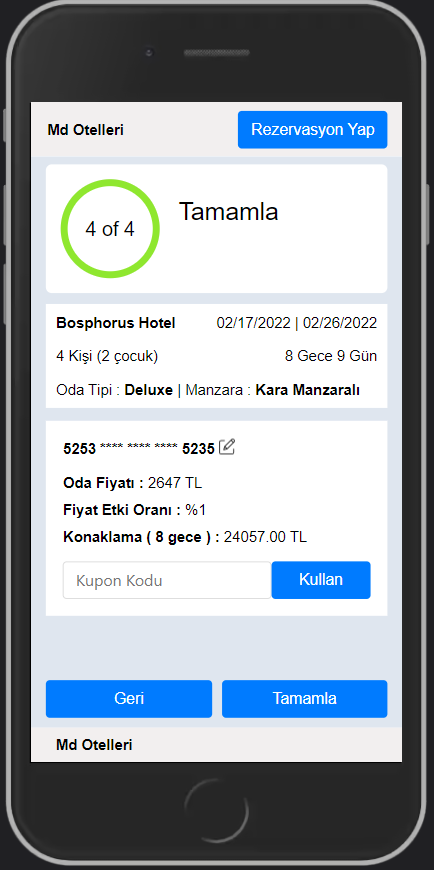 Md Otelleri
Rezervasyon Yap
4 of 4
Tamamla
Bosphorus Hotel
02/17/2022 | 02/26/2022
4 Kişi (2 çocuk)
8 Gece 9 Gün
Oda Tipi : Deluxe | Manzara : Kara Manzaralı
5253 **** **** **** 5235
Oda Fiyatı : 2647 TL
Fiyat Etki Oranı : %1
Konaklama ( 8 gece ) : 24057.00 TL
Kupon Kodu
Kullan
Geri
Tamamla
Md Otelleri